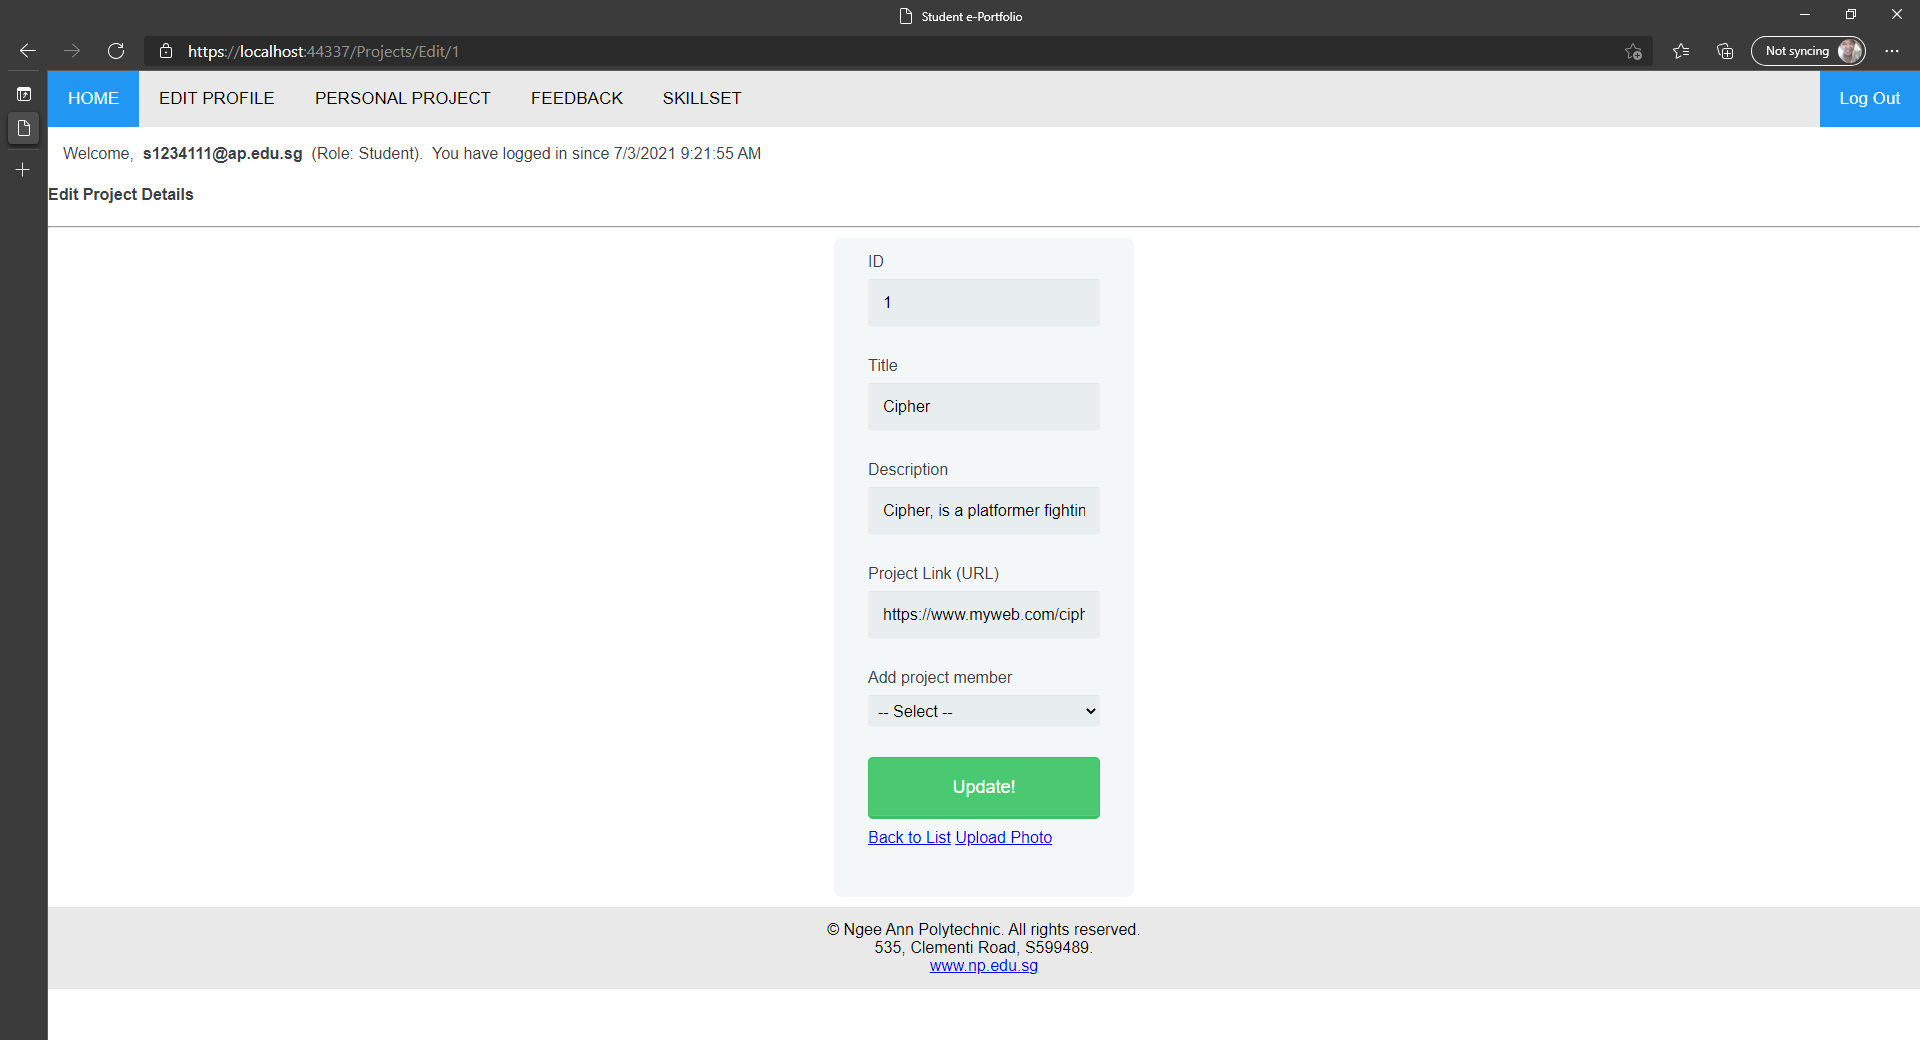 Student e-Portfolio
https://localhost:44337/Projects/Edit/1
Not syncing
HOME EDIT PROFILE PERSONAL PROJECT FEEDBACK SKILLSET Log Out
Welcome, s1234111@ap.edu.sg (Role: Student). You have logged in since 7/3/2021 9:21:55 AM
Edit Project Details
ID
1
Title
Cipher
Description
Cipher, is a platformer fightin
Project Link (URL)
https://www.myweb.com/ciph
Add project member
-- Select --
Update!
Back to List Upload Photo
© Ngee Ann Polytechnic. All rights reserved.
535, Clementi Road, S599489.
www.np.edu.sg